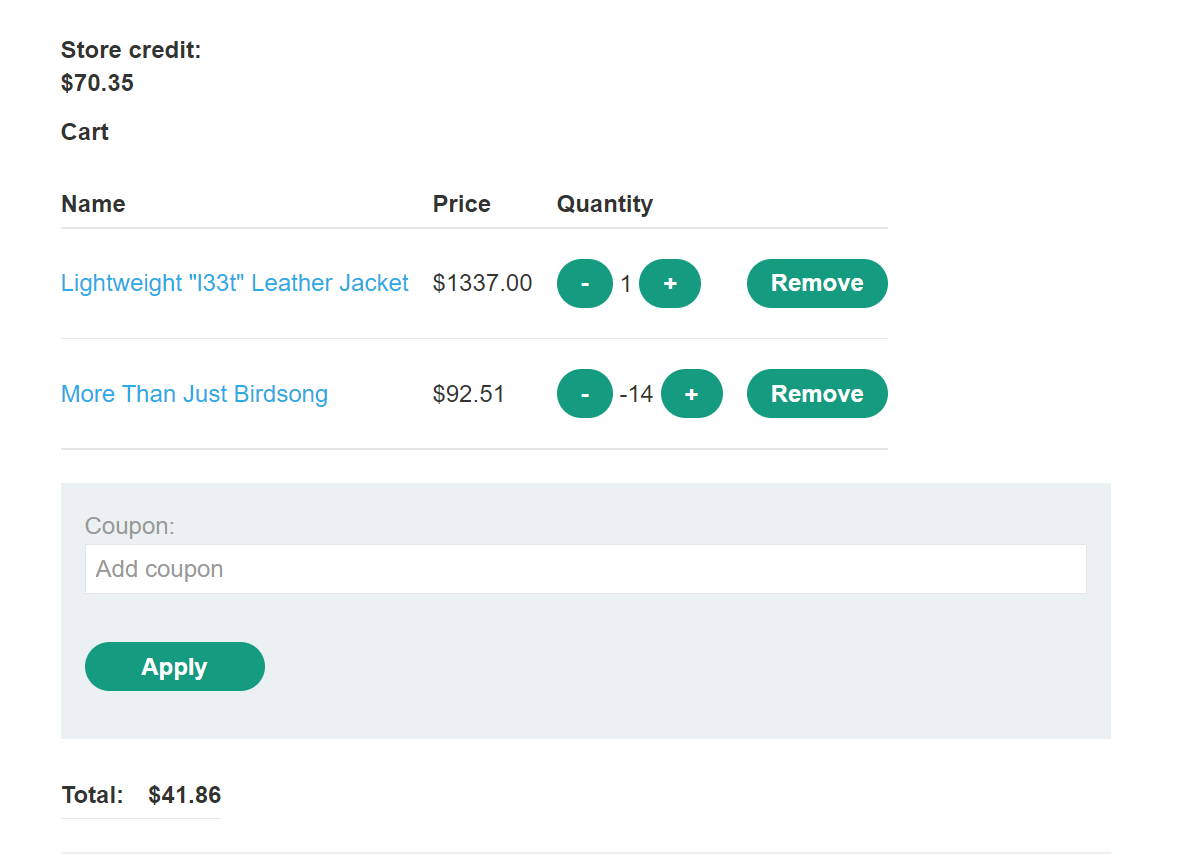 Store credit:
$70.35
Cart
Name Price Quantity
Lightweight "l33t" Leather Jacket $1337.00 - 1 + Remove
More Than Just Birdsong $92.51 - -14 + Remove
Coupon:
Add coupon
Apply
Total: $41.86